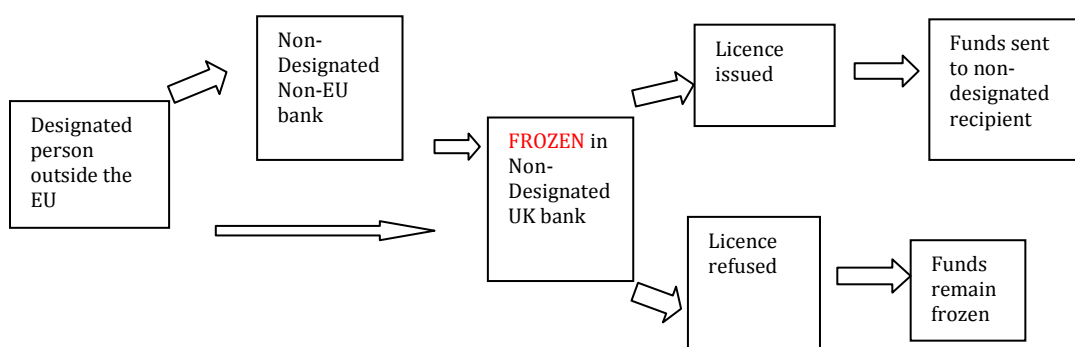 Designated
person
outside the
EU
Non-
Designated
Non-EU
bank
FROZEN in
Non-
Designated
UK bank
Licence
issued
Funds sent
to non-
designated
recipient
Licence
refused
Funds
remain
frozen